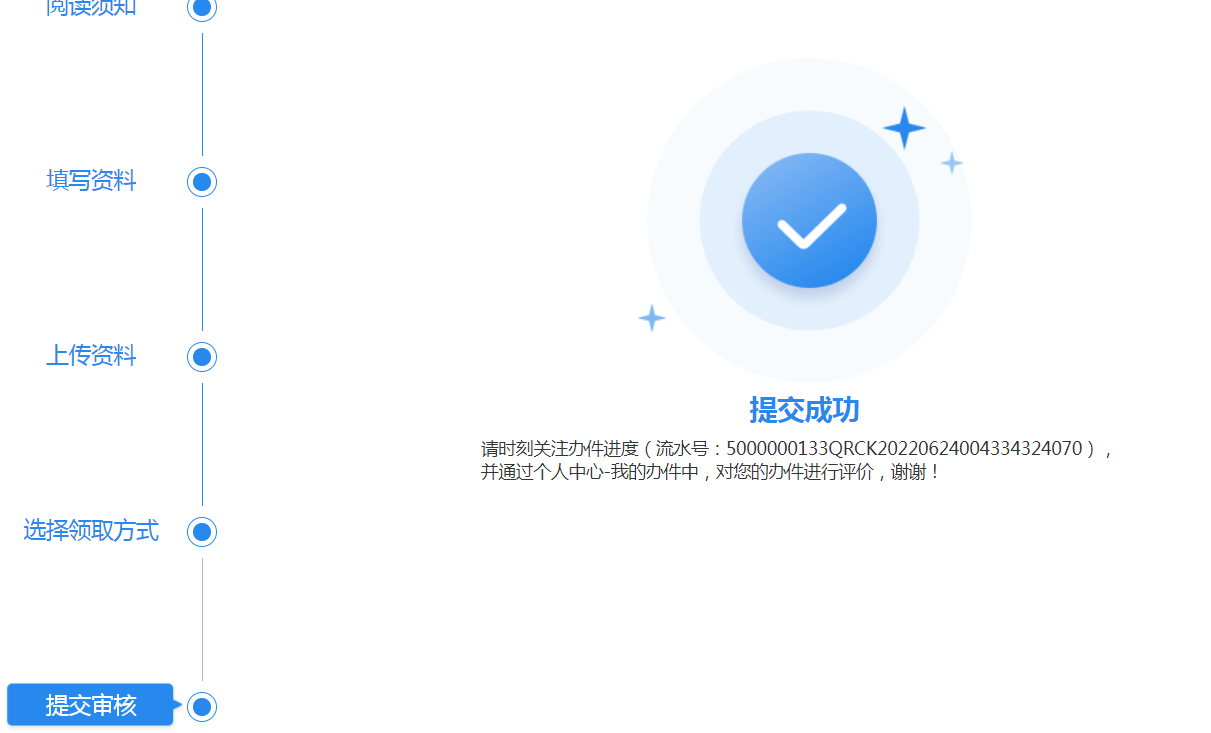 阅读须知
填写资料
上传资料
选择领取方式
提交审核
提交成功
请时刻关注办件进度（流水号：5000000133QRCK20220624004334324070），
并通过个人中心-我的办件中，对您的办件进行评价，谢谢！